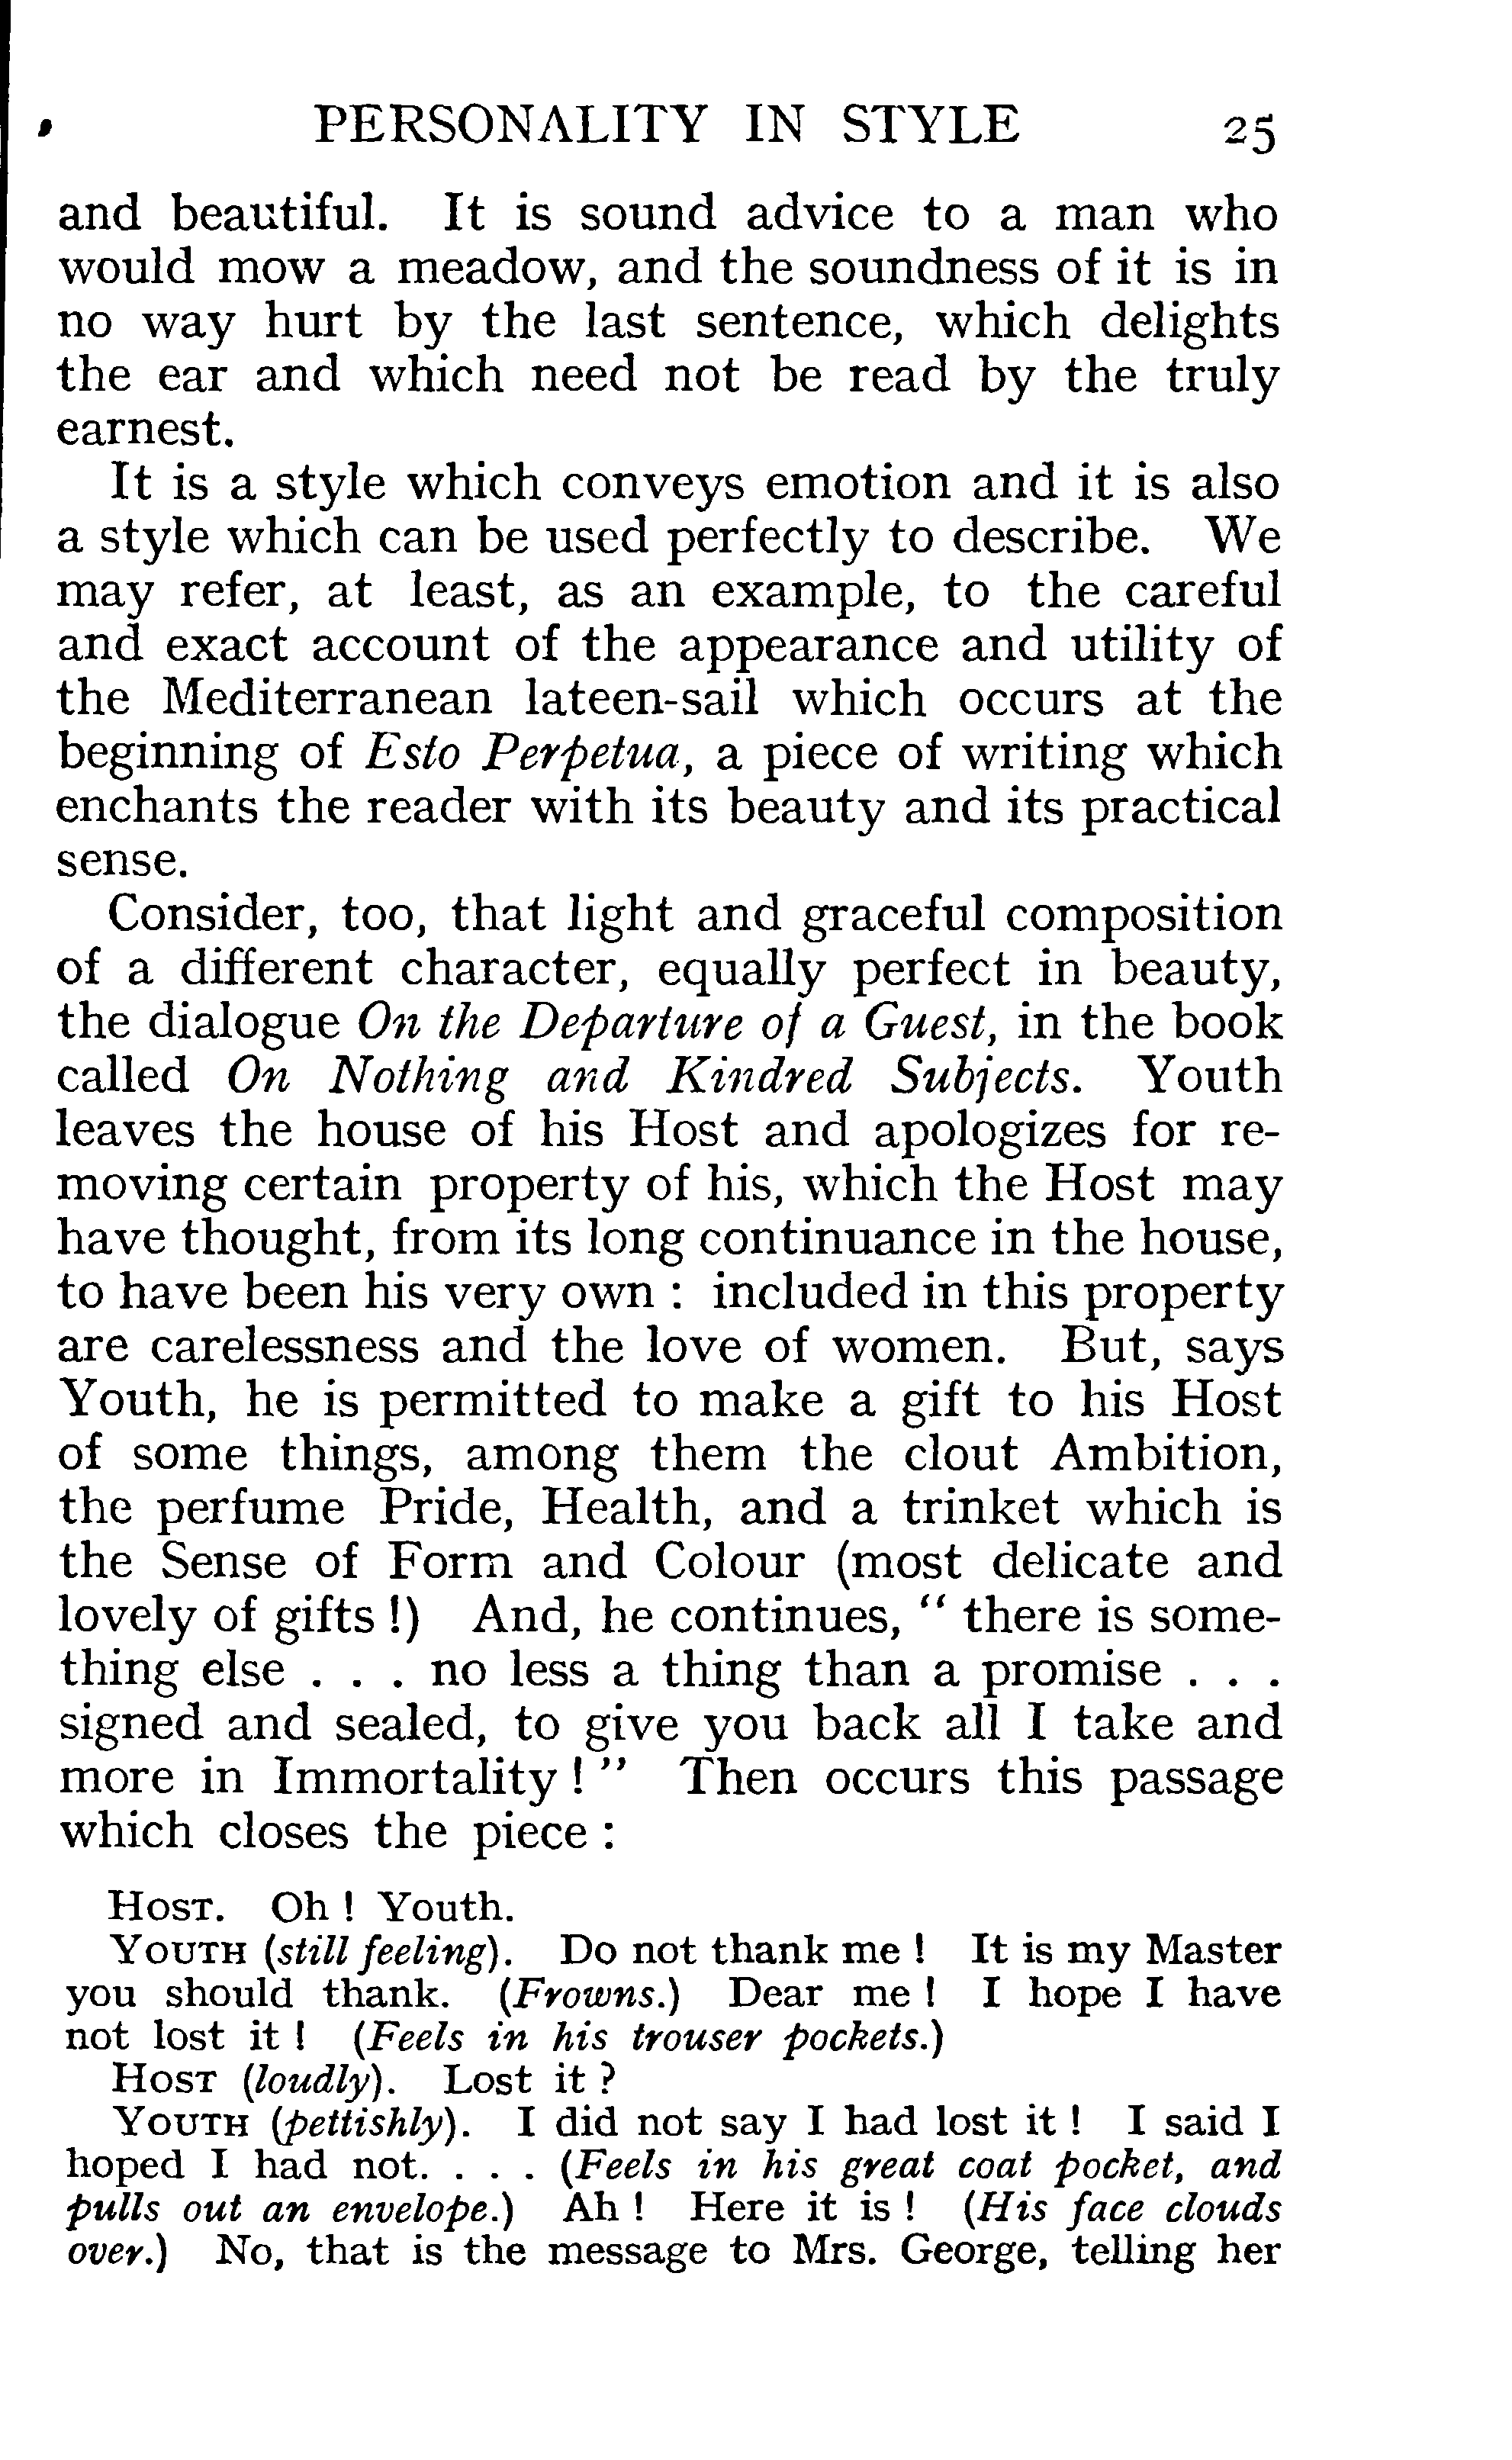 PERSONALITY IN STYLE 25
and beautiful. It is sound advice to a man who
would mow a meadow, and the soundness of it is in
no way hurt by the last sentence, which delights
the ear and which need not be read by the truly
earnest.
It is a style which conveys emotion and it is also
a style which can be used perfectly to describe. We
may refer, at least, as an example, to the careful
and exact account of the appearance and utility of
the Mediterranean lateen-sail which occurs at the
beginning of Esto Perpetua, a piece of writing which
enchants the reader with its beauty and its practical
sense.
Consider, too, that light and graceful composition
of a different character, equally perfect in beauty,
the dialogue On the Departure of a Guest, in the book
called On Nothing and Kindred Subjects. Youth
leaves the house of his Host and apologizes for re-
moving certain property of his, which the Host may
have thought, from its long continuance in the house,
to have been his very own : included in this property
are carelessness and the love of women. But, says
Youth, he is permitted to make a gift to his Host
of some things, among them the clout Ambition,
the perfume Pride, Health, and a trinket which is
the Sense of Form and Colour (most delicate and
lovely of gifts !) And, he continues, “ there is some-
thing else . . . no less a thing than a promise . . .
signed and sealed, to give you back all I take and
more in Immortality ! ” Then occurs this passage
which closes the piece :
HOST. Oh ! Youth.
YOUTH (still feeling). Do not thank me ! It is my Master
you should thank. (Frowns.) Dear me ! I hope I have
not lost it ! (Feels in his trouser pockets.)
HOST (loudly). Lost it ?
YOUTH (pettishly). I did not say I had lost it ! I said I
hoped I had not. . . . (Feels in his great coat pocket, and
pulls out an envelope.) Ah ! Here it is ! (His face clouds
over.) No, that is the message to Mrs. George, telling her